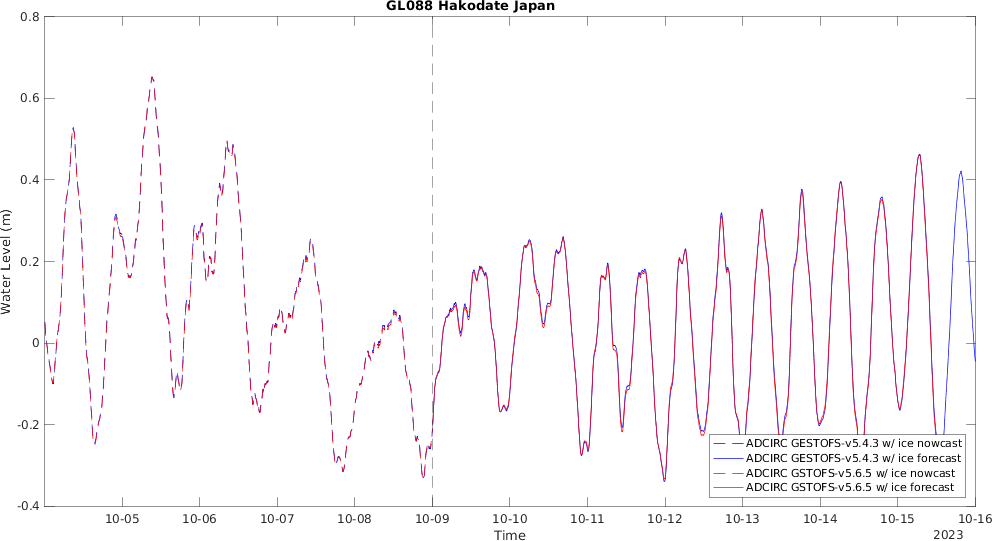 GL088 Hakodate Japan
Water Level (m)
0.8
0.6
0.4
0.2
0
-0.2
-0.4
ADCIRC GESTOFS-v5.4.3 w/ ice nowcast
ADCIRC GESTOFS-v5.4.3 w/ ice forecast
ADCIRC GSTOFS-v5.6.5 w/ ice nowcast
ADCIRC GSTOFS-v5.6.5 w/ ice forecast
10-05 10-06 10-07 10-08 10-09 10-10 10-11 10-12 10-13 10-14 10-15 10-16
Time
2023